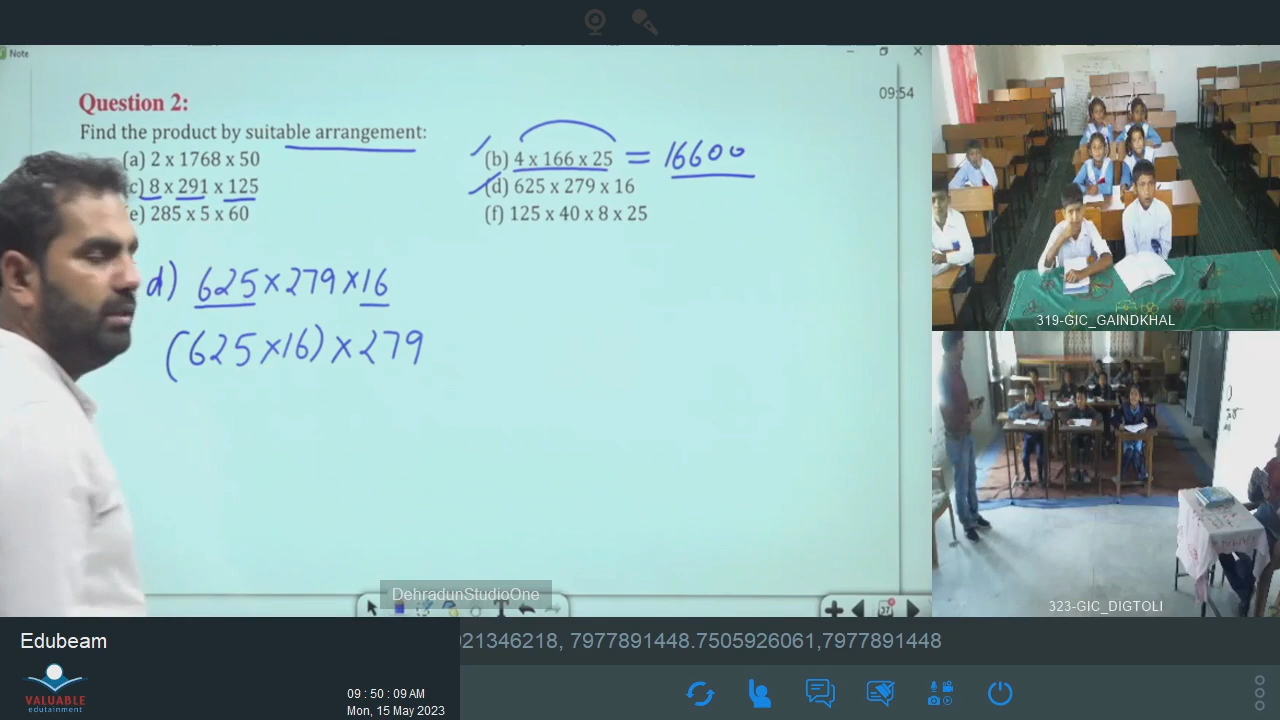 Note
09:54
Question 2:
Find the product by suitable arrangement:
(a) 2 x 1768 x 50
(b) 4 x 166 x 25 = 16600
c) 8 x 291 x 125
(d) 625 x 279 x 16
e) 285 x 5 x 60
(f) 125 x 40 x 8 x 25
d) 625 × 279 × 16
(625 × 16) × 279
DehradunStudioOne
319-GIC_GAINDKHAL
323-GIC_DIGTOLI
Edubeam
VALUABLE
edutainment
09 : 50 : 09 AM
Mon, 15 May 2023
021346218, 7977891448.7505926061,7977891448